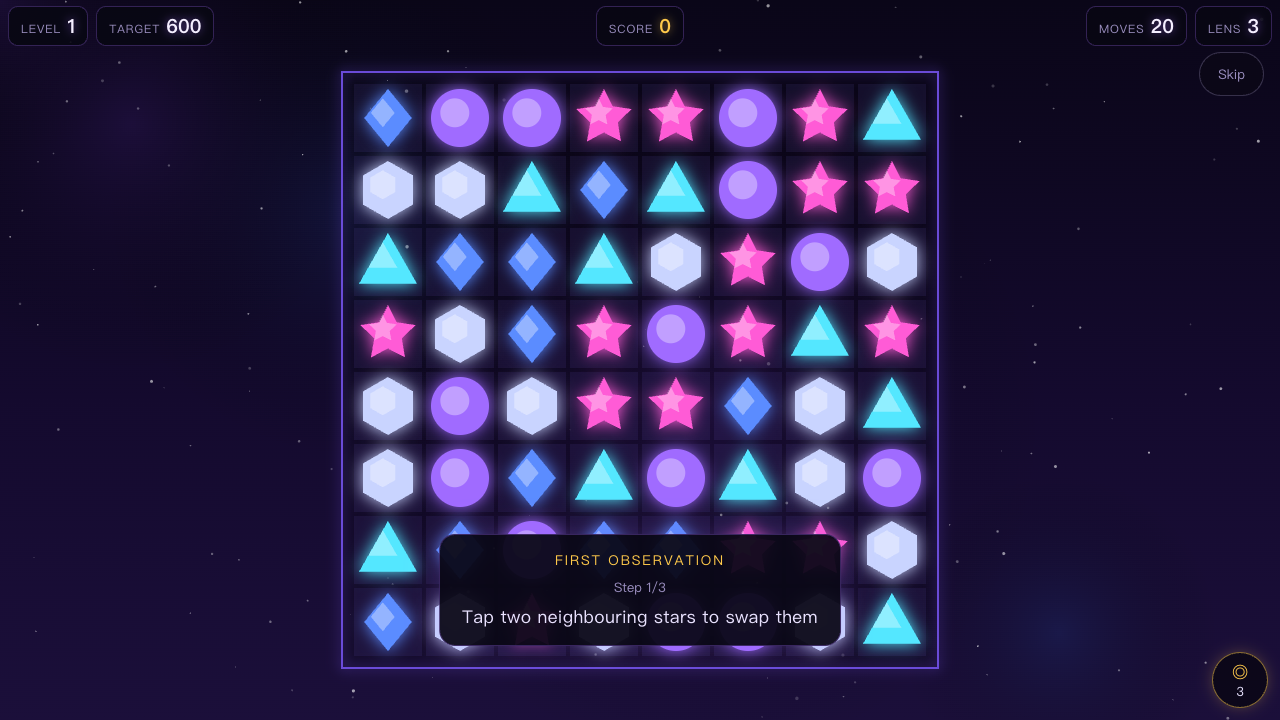 LEVEL 1
TARGET 600
SCORE 0
MOVES 20
LENS 3
Skip
FIRST OBSERVATION
Step 1/3
Tap two neighbouring stars to swap them
3